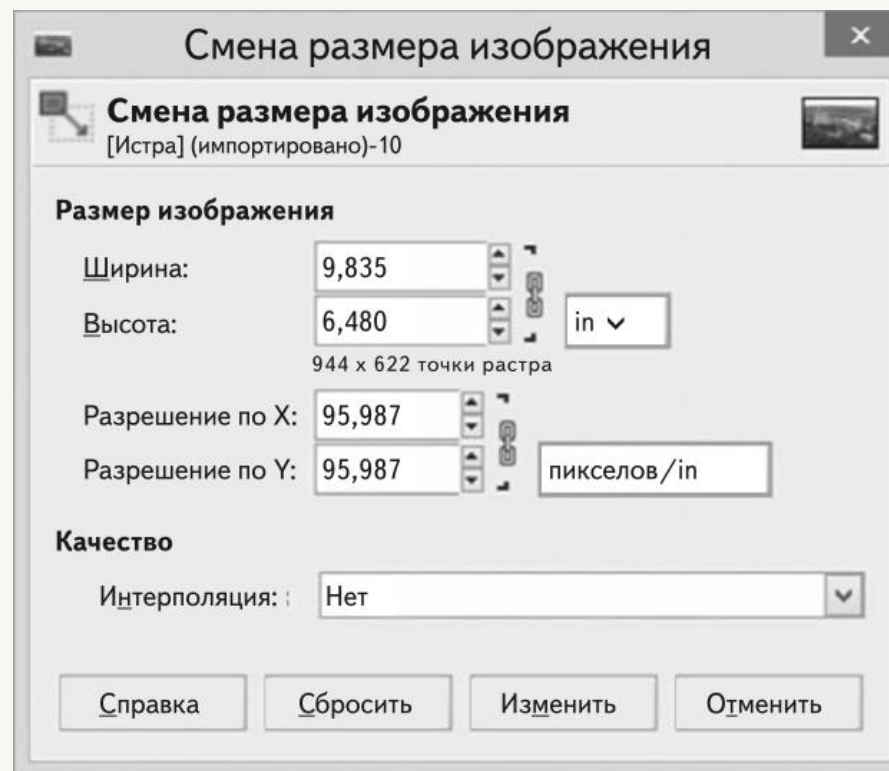 Смена размера изображения
Смена размера изображения
[Истра] (импортировано)-10
Размер изображения
Ширина: 9,835
Высота: 6,480 in
944 x 622 точки растра
Разрешение по X: 95,987
Разрешение по Y: 95,987 пикселов/in
Качество
Интерполяция: Нет
Справка Сбросить Изменить Отменить